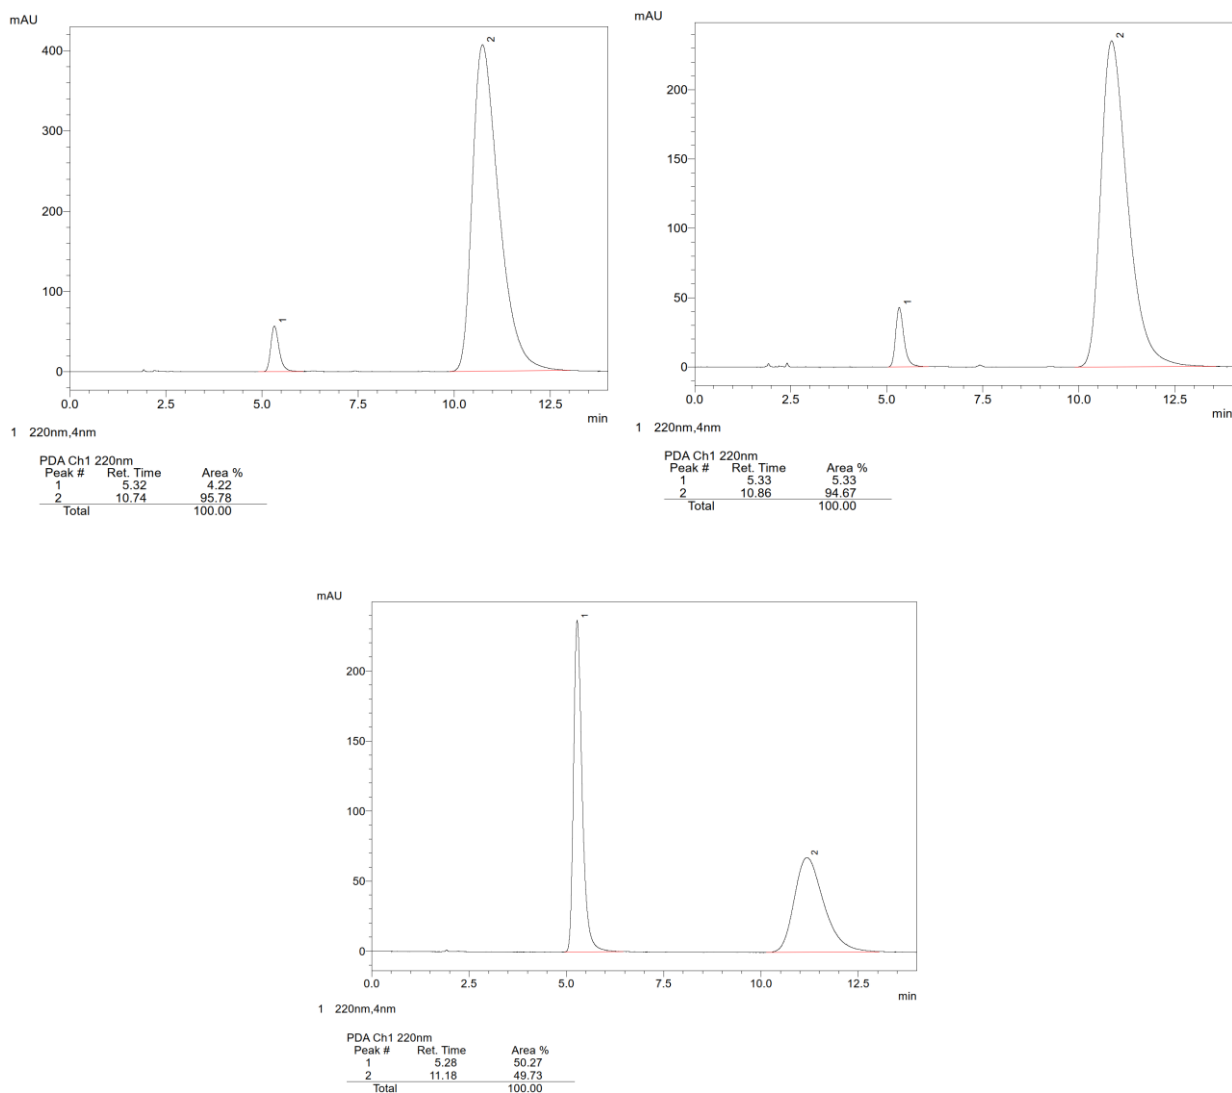 mAU
2
400
300
200
100
1
0
0.0 2.5 5.0 7.5 10.0 12.5
min
1 220nm,4nm
PDA Ch1 220nm
Peak # Ret. Time Area %
1 5.32 4.22
2 10.74 95.78
Total 100.00
mAU
2
200
150
100
50
1
0
0.0 2.5 5.0 7.5 10.0 12.5
min
1 220nm,4nm
PDA Ch1 220nm
Peak # Ret. Time Area %
1 5.33 5.33
2 10.86 94.67
Total 100.00
mAU
1
200
150
100
2
50
0
0.0 2.5 5.0 7.5 10.0 12.5
min
1 220nm,4nm
PDA Ch1 220nm
Peak # Ret. Time Area %
1 5.28 50.27
2 11.18 49.73
Total 100.00